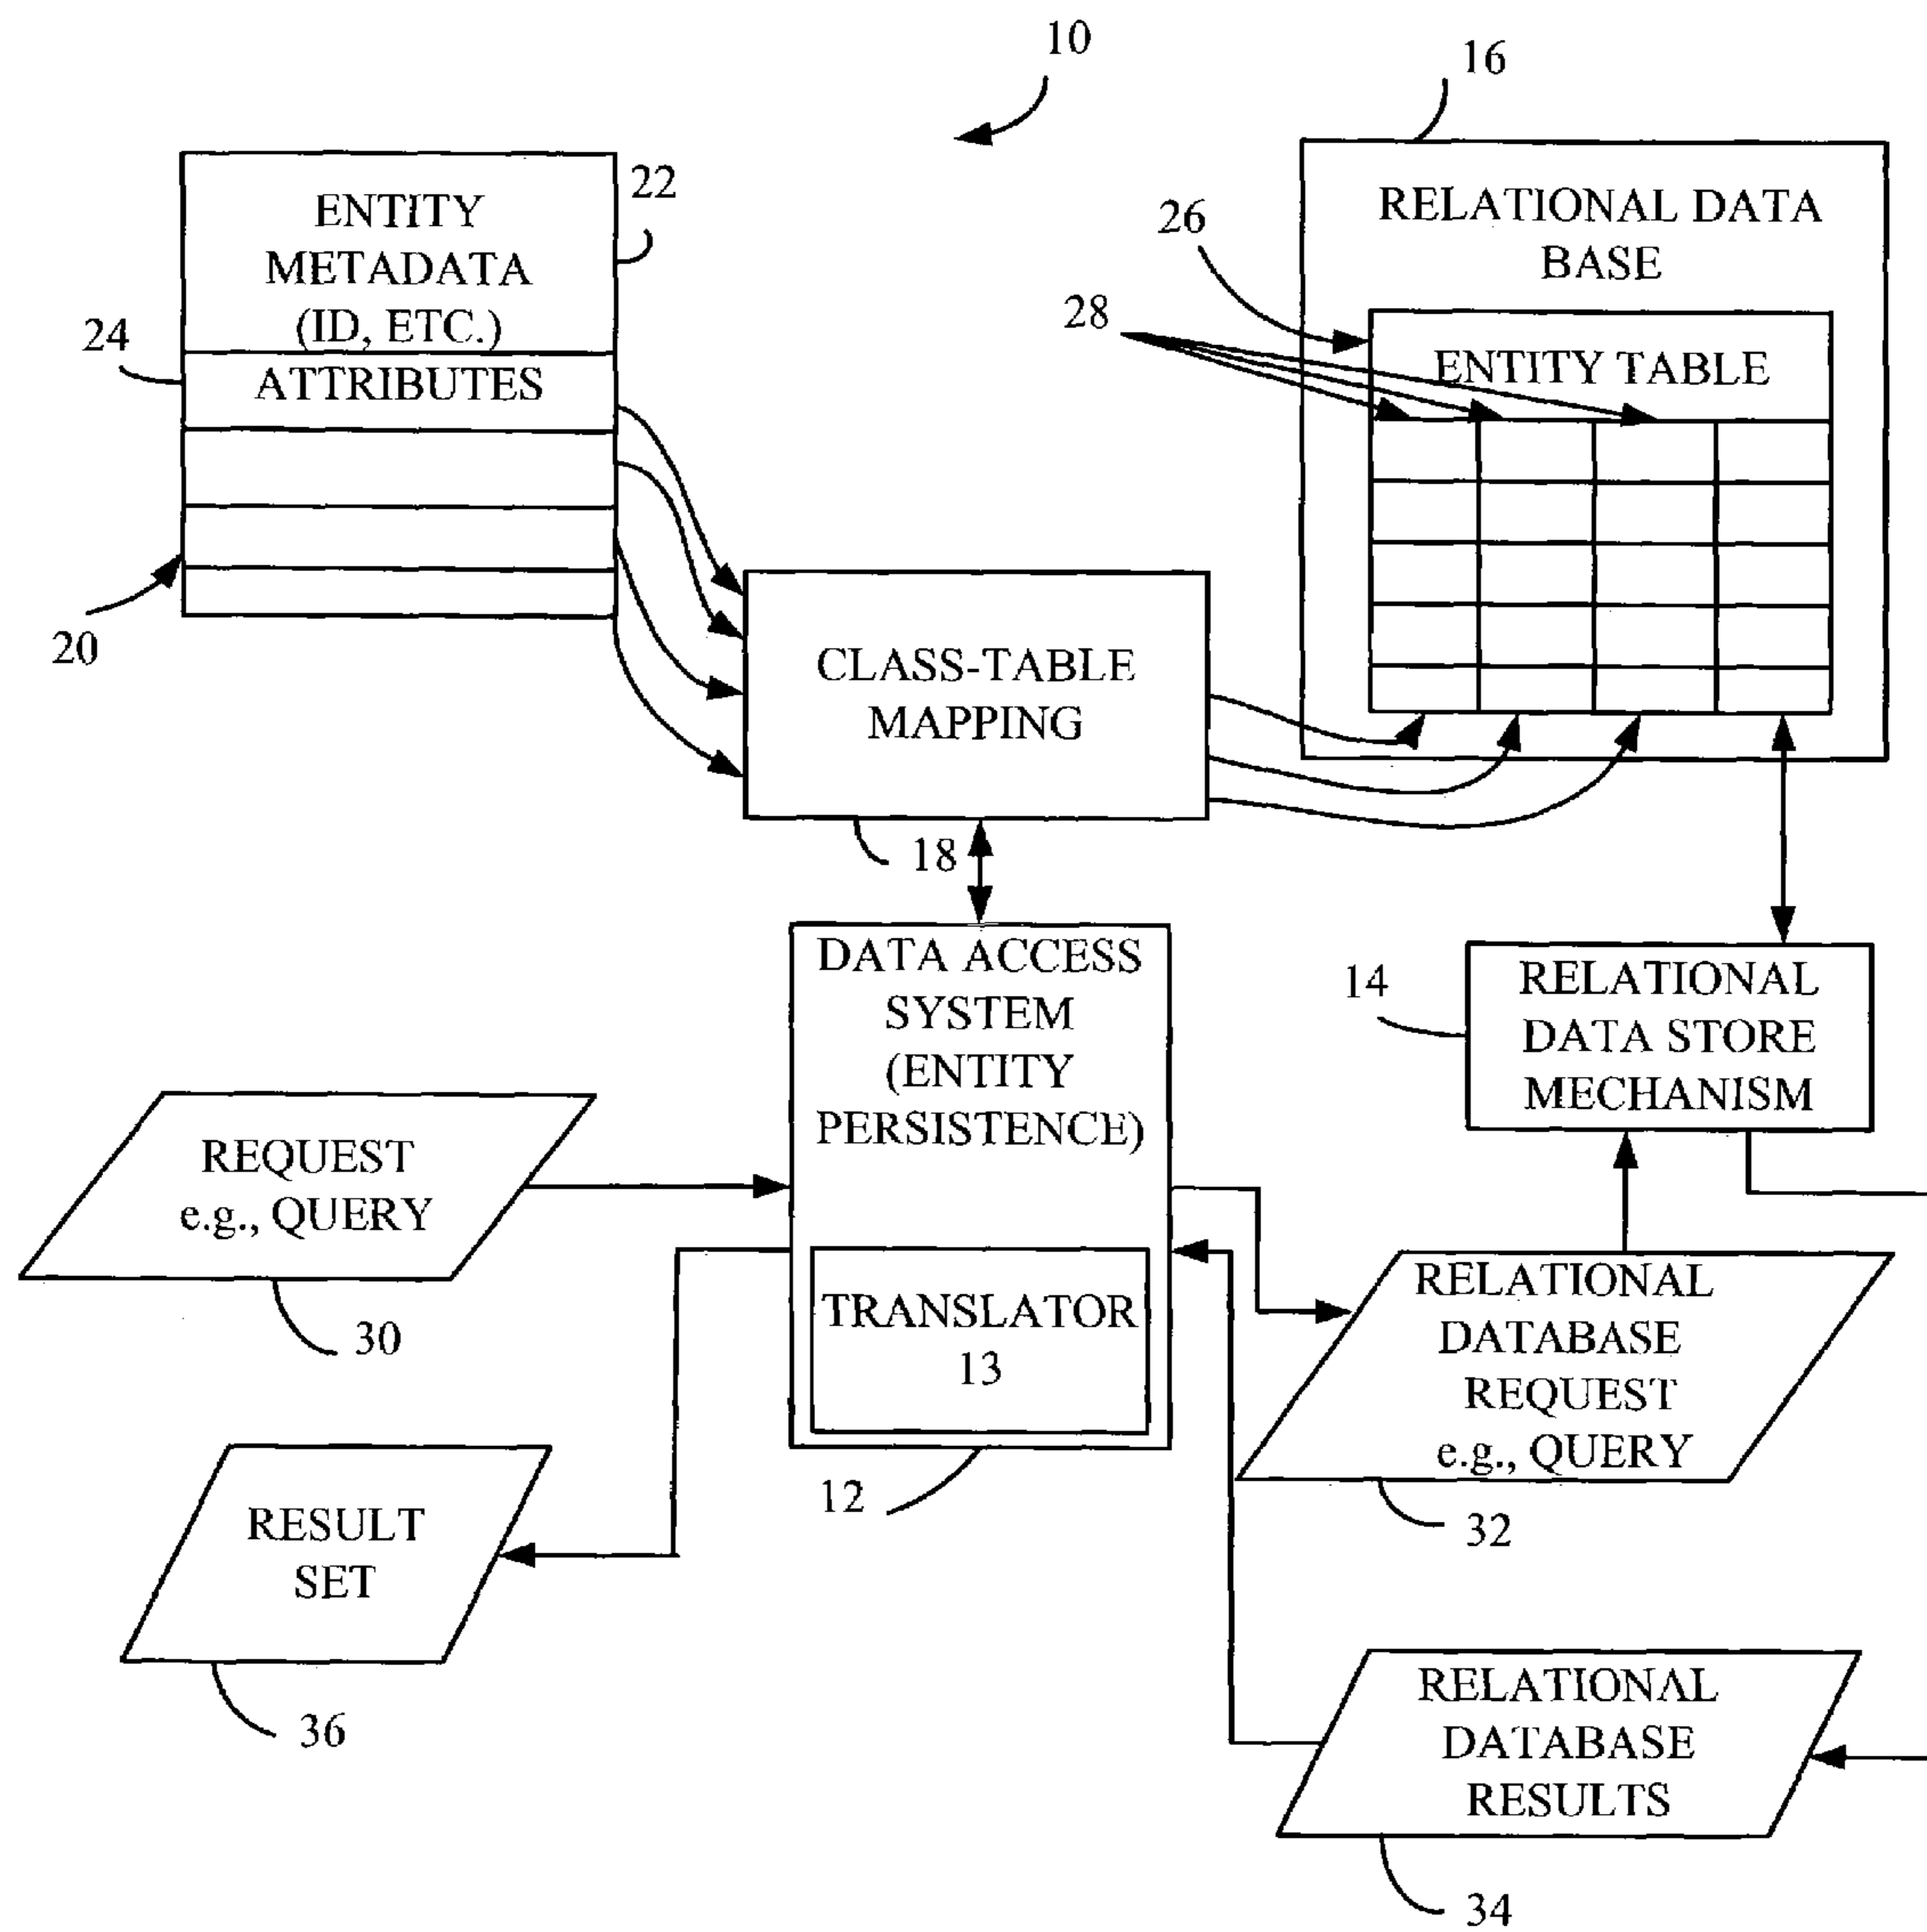 10
16
22
ENTITY
METADATA
(ID, ETC.)
24
ATTRIBUTES
20
RELATIONAL DATA
BASE
26
28
ENTITY TABLE
CLASS-TABLE
MAPPING
18
DATA ACCESS
SYSTEM
(ENTITY
PERSISTENCE)
14
RELATIONAL
DATA STORE
MECHANISM
REQUEST
e.g., QUERY
30
TRANSLATOR
13
12
RELATIONAL
DATABASE
REQUEST
e.g., QUERY
32
RESULT
SET
36
RELATIONAL
DATABASE
RESULTS
34